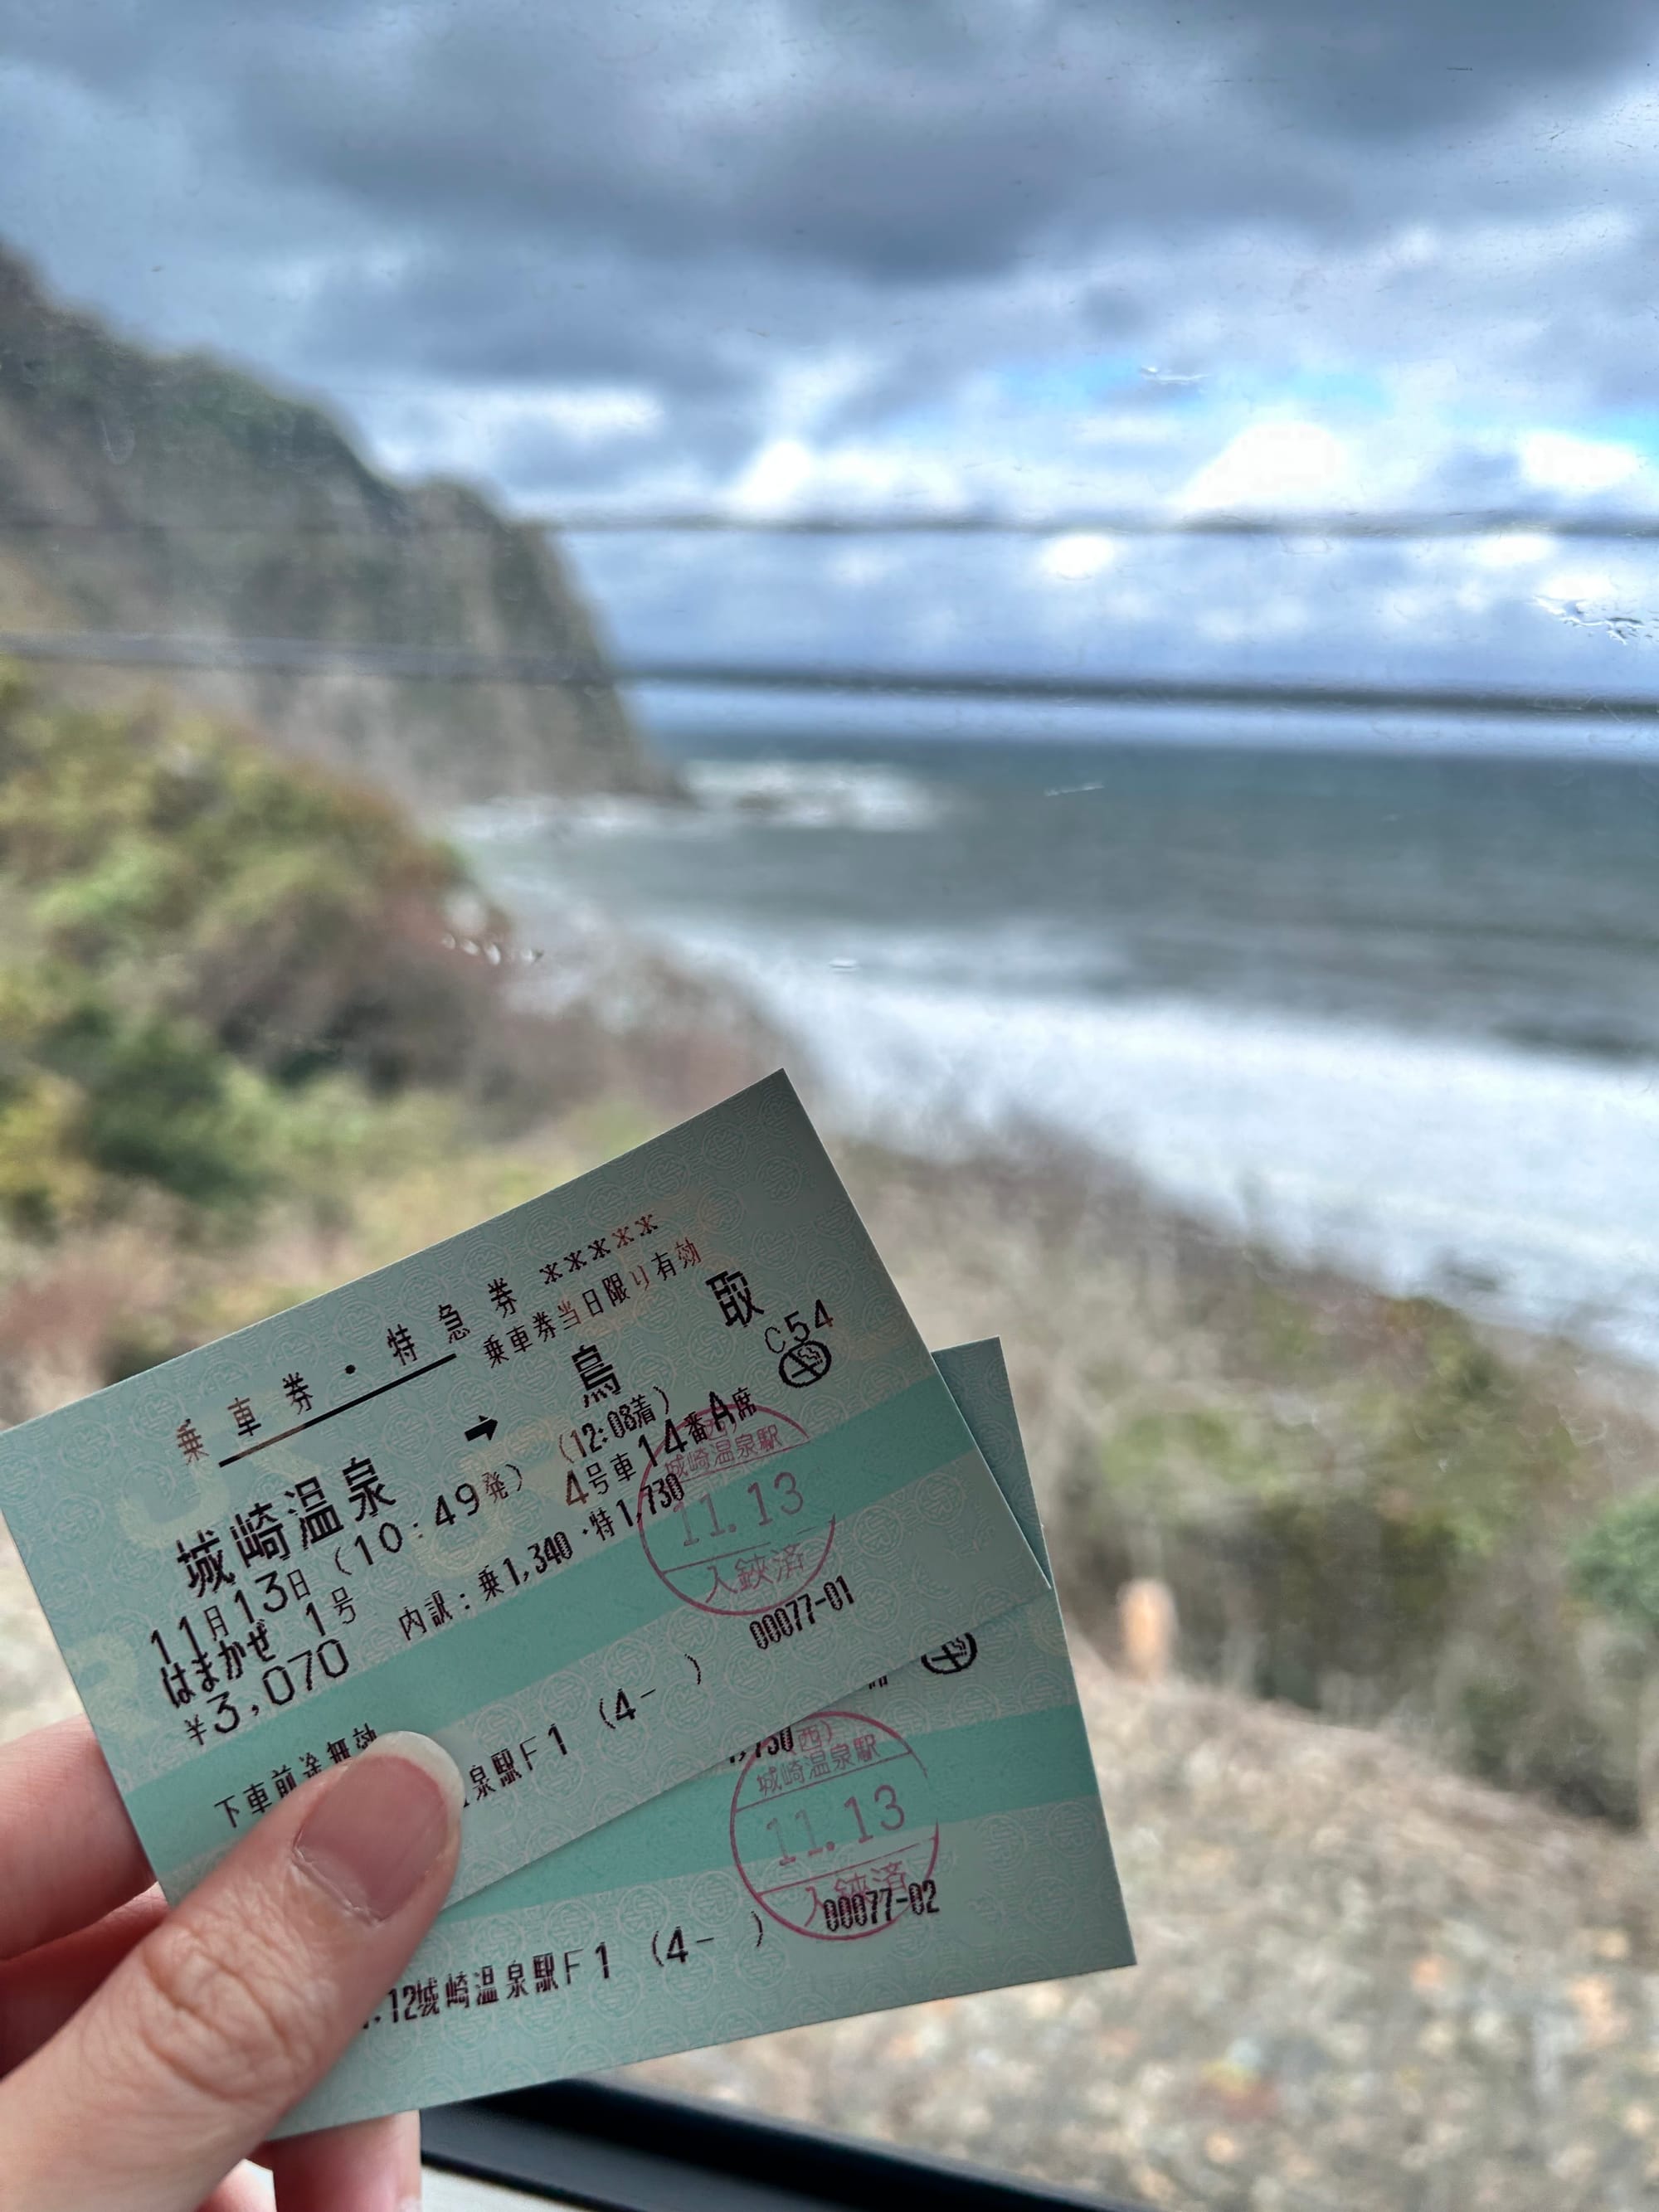 乗車券・特急券 *****
乗車券当日限り有効
城崎温泉 → 鳥取
11月13日 (10:49発) (12:08着) C54
はまかぜ 1号 4号車14番A席
¥3,070 内訳:乗1,340・特1,730
城崎温泉駅
11.13
入鋏済
下車前途無効
00077-01
泉駅F1 (4- )
1,730
(西)
城崎温泉駅
11.13
入鋏済
00077-02
.12城崎温泉駅F1 (4- )